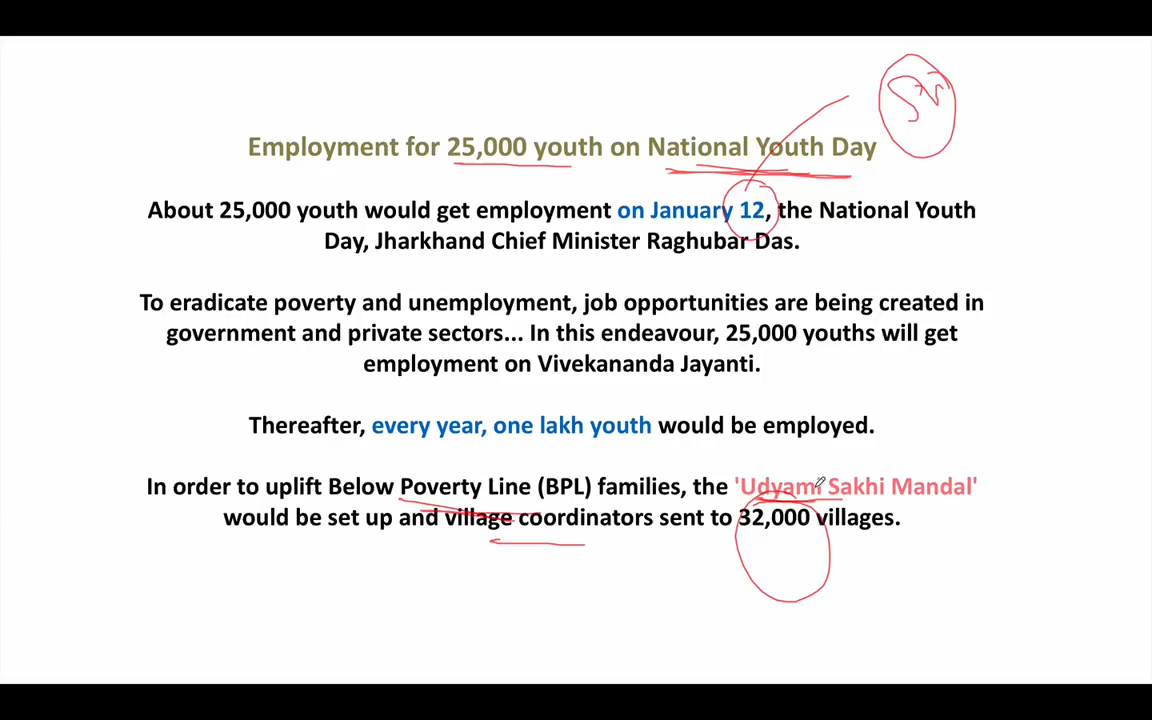 Employment for 25,000 youth on National Youth Day
About 25,000 youth would get employment on January 12, the National Youth
Day, Jharkhand Chief Minister Raghubar Das.
To eradicate poverty and unemployment, job opportunities are being created in
government and private sectors... In this endeavour, 25,000 youths will get
employment on Vivekananda Jayanti.
Thereafter, every year, one lakh youth would be employed.
In order to uplift Below Poverty Line (BPL) families, the 'Udyami Sakhi Mandal'
would be set up and village coordinators sent to 32,000 villages.